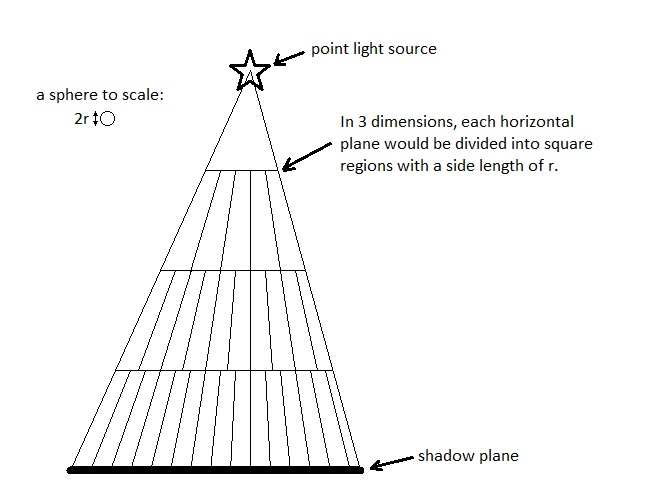 point light source
a sphere to scale:
2r
In 3 dimensions, each horizontal
plane would be divided into square
regions with a side length of r.
shadow plane